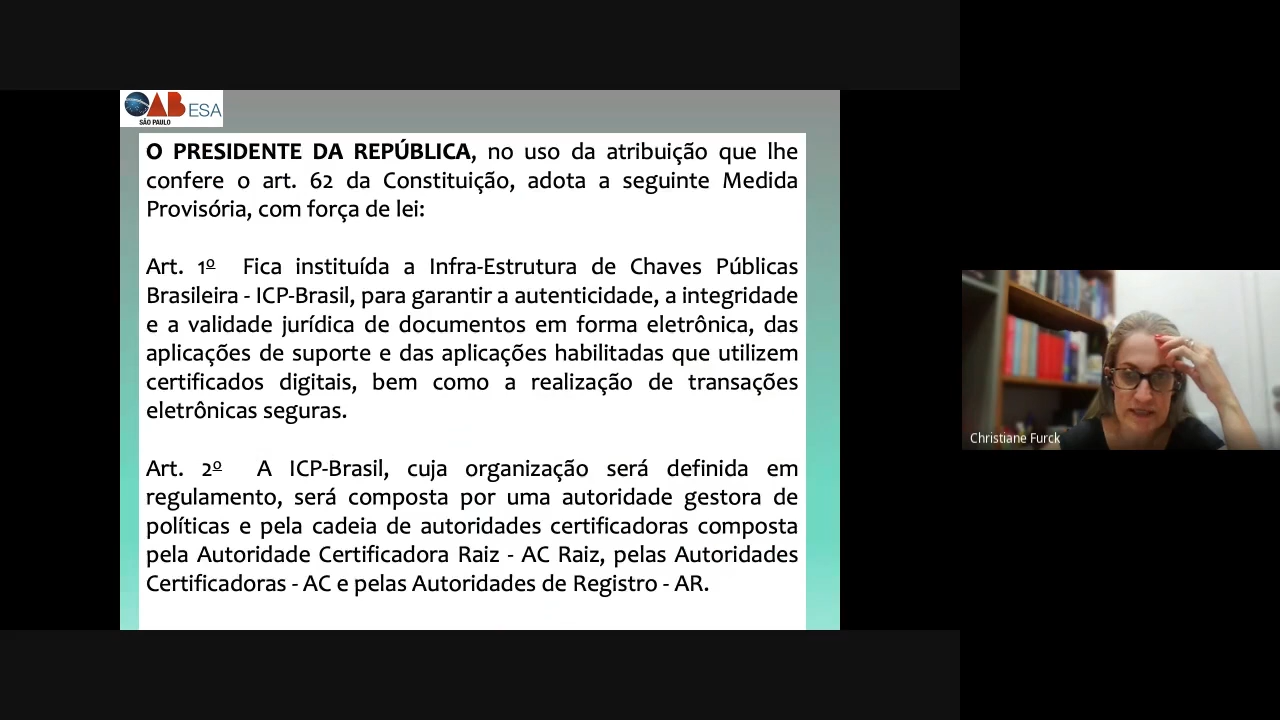 OAB ESA
SÃO PAULO
O PRESIDENTE DA REPÚBLICA, no uso da atribuição que lhe
confere o art. 62 da Constituição, adota a seguinte Medida
Provisória, com força de lei:
Art. 1º Fica instituída a Infra-Estrutura de Chaves Públicas
Brasileira - ICP-Brasil, para garantir a autenticidade, a integridade
e a validade jurídica de documentos em forma eletrônica, das
aplicações de suporte e das aplicações habilitadas que utilizem
certificados digitais, bem como a realização de transações
eletrônicas seguras.
Art. 2º A ICP-Brasil, cuja organização será definida em
regulamento, será composta por uma autoridade gestora de
políticas e pela cadeia de autoridades certificadoras composta
pela Autoridade Certificadora Raiz - AC Raiz, pelas Autoridades
Certificadoras - AC e pelas Autoridades de Registro - AR.
Christiane Furck